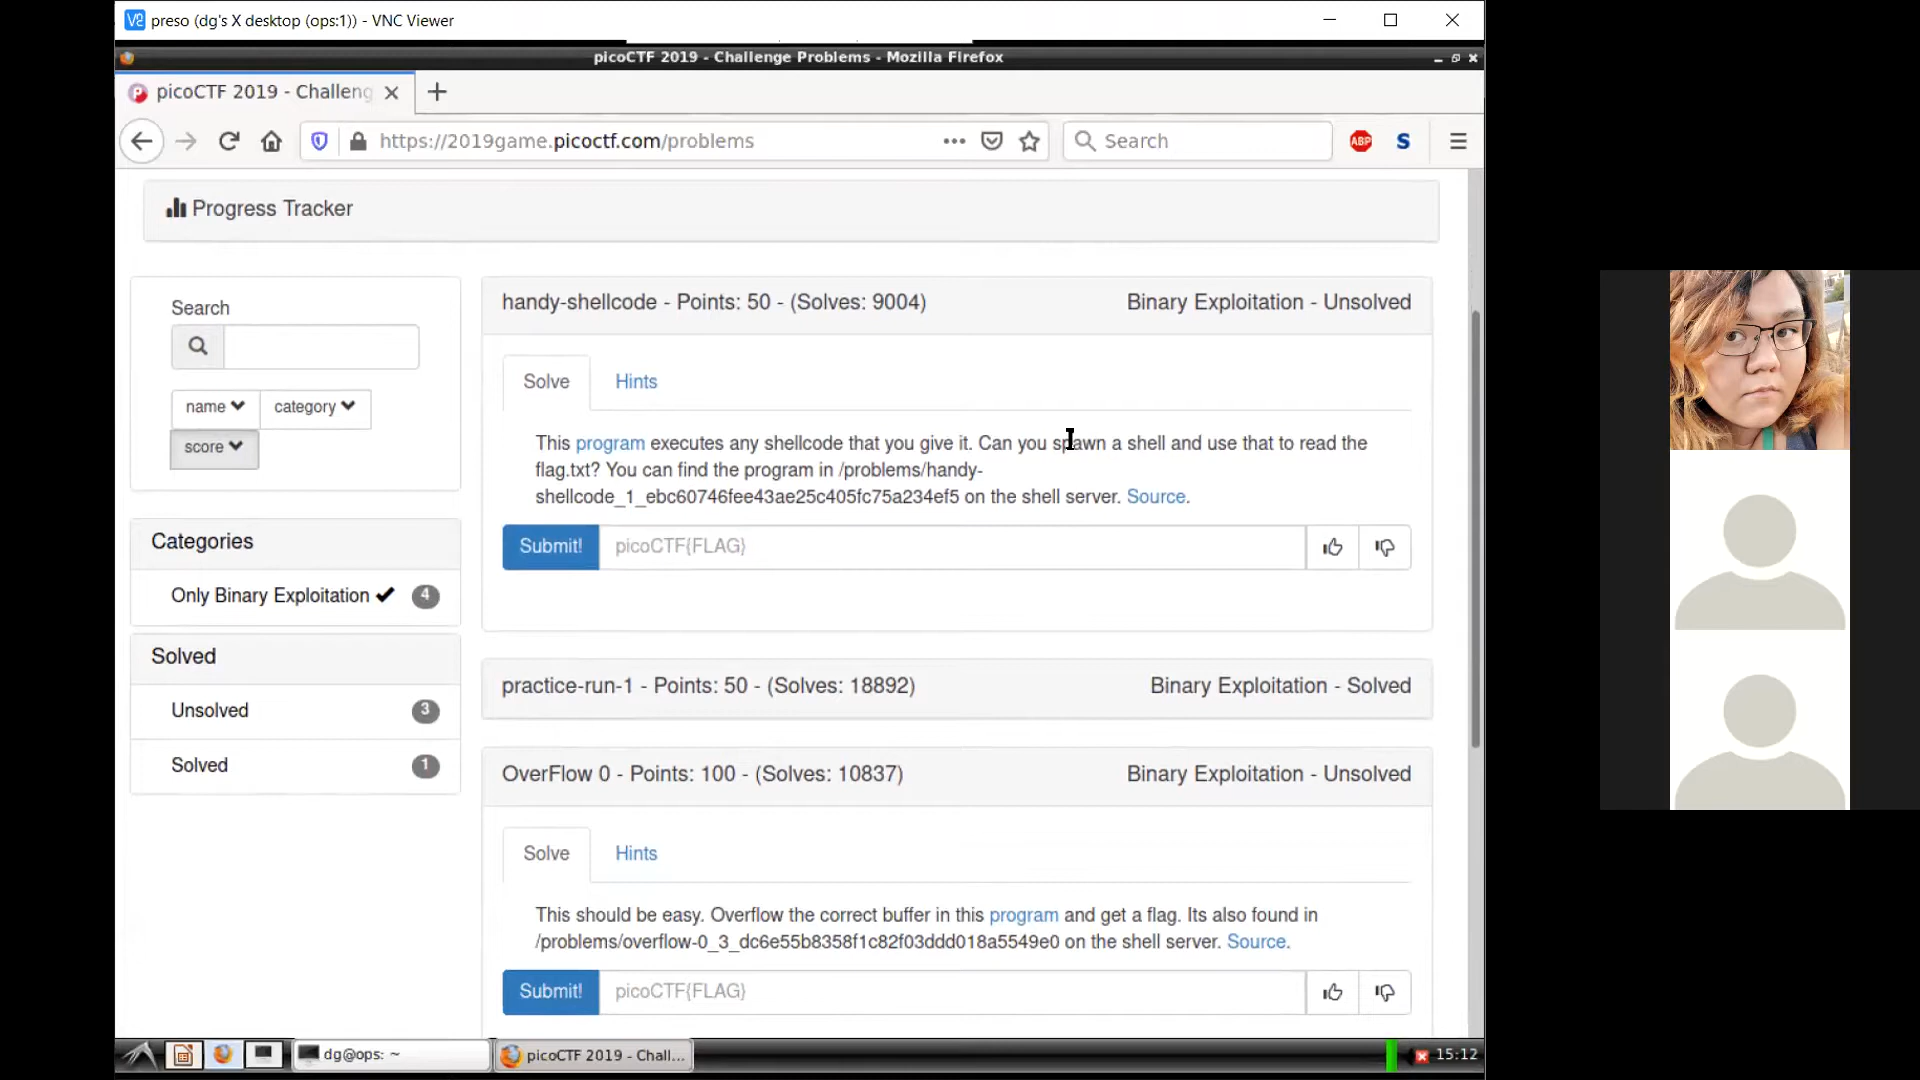 preso (dg's X desktop (ops:1)) - VNC Viewer
picoCTF 2019 - Challenge Problems - Mozilla Firefox
picoCTF 2019 - Challeng
https://2019game.picoctf.com/problems
Search
ABP
S
Progress Tracker
Search
name
category
score
Categories
Only Binary Exploitation
4
Solved
Unsolved
3
Solved
1
handy-shellcode - Points: 50 - (Solves: 9004)
Binary Exploitation - Unsolved
Solve
Hints
This program executes any shellcode that you give it. Can you spawn a shell and use that to read the
flag.txt? You can find the program in /problems/handy-
shellcode_1_ebc60746fee43ae25c405fc75a234ef5 on the shell server. Source.
Submit!
picoCTF{FLAG}
practice-run-1 - Points: 50 - (Solves: 18892)
Binary Exploitation - Solved
OverFlow 0 - Points: 100 - (Solves: 10837)
Binary Exploitation - Unsolved
Solve
Hints
This should be easy. Overflow the correct buffer in this program and get a flag. Its also found in
/problems/overflow-0_3_dc6e55b8358f1c82f03ddd018a5549e0 on the shell server. Source.
Submit!
picoCTF{FLAG}
dg@ops: ~
picoCTF 2019 - Chall...
15:12